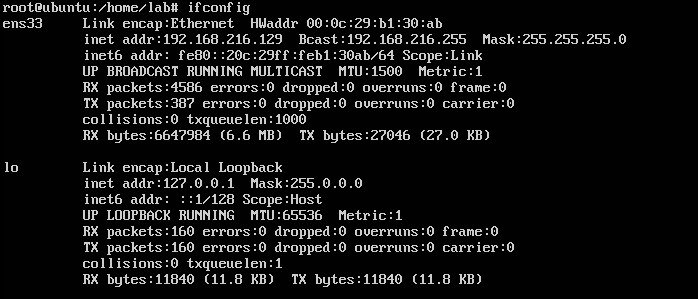 root@ubuntu:/home/lab# ifconfig
ens33     Link encap:Ethernet  HWaddr 00:0c:29:b1:30:ab
          inet addr:192.168.216.129  Bcast:192.168.216.255  Mask:255.255.255.0
          inet6 addr: fe80::20c:29ff:feb1:30ab/64 Scope:Link
          UP BROADCAST RUNNING MULTICAST  MTU:1500  Metric:1
          RX packets:4586 errors:0 dropped:0 overruns:0 frame:0
          TX packets:387 errors:0 dropped:0 overruns:0 carrier:0
          collisions:0 txqueuelen:1000
          RX bytes:6647984 (6.6 MB)  TX bytes:27046 (27.0 KB)

lo        Link encap:Local Loopback
          inet addr:127.0.0.1  Mask:255.0.0.0
          inet6 addr: ::1/128 Scope:Host
          UP LOOPBACK RUNNING  MTU:65536  Metric:1
          RX packets:160 errors:0 dropped:0 overruns:0 frame:0
          TX packets:160 errors:0 dropped:0 overruns:0 carrier:0
          collisions:0 txqueuelen:1
          RX bytes:11840 (11.8 KB)  TX bytes:11840 (11.8 KB)